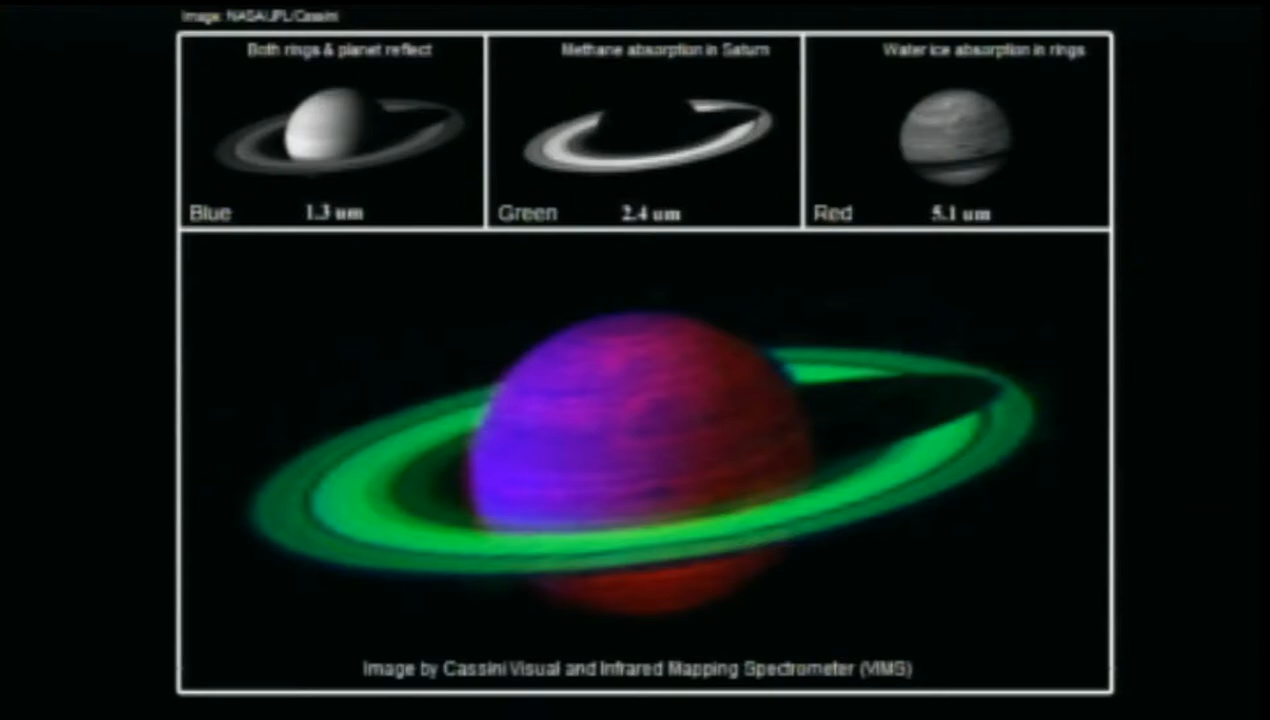 Image: NASA/JPL/Cassini
Both rings & planet reflect
Methane absorption in Saturn
Water ice absorption in rings
Blue 1.3 um
Green 2.4 um
Red 5.1 um
Image by Cassini Visual and Infrared Mapping Spectrometer (VIMS)